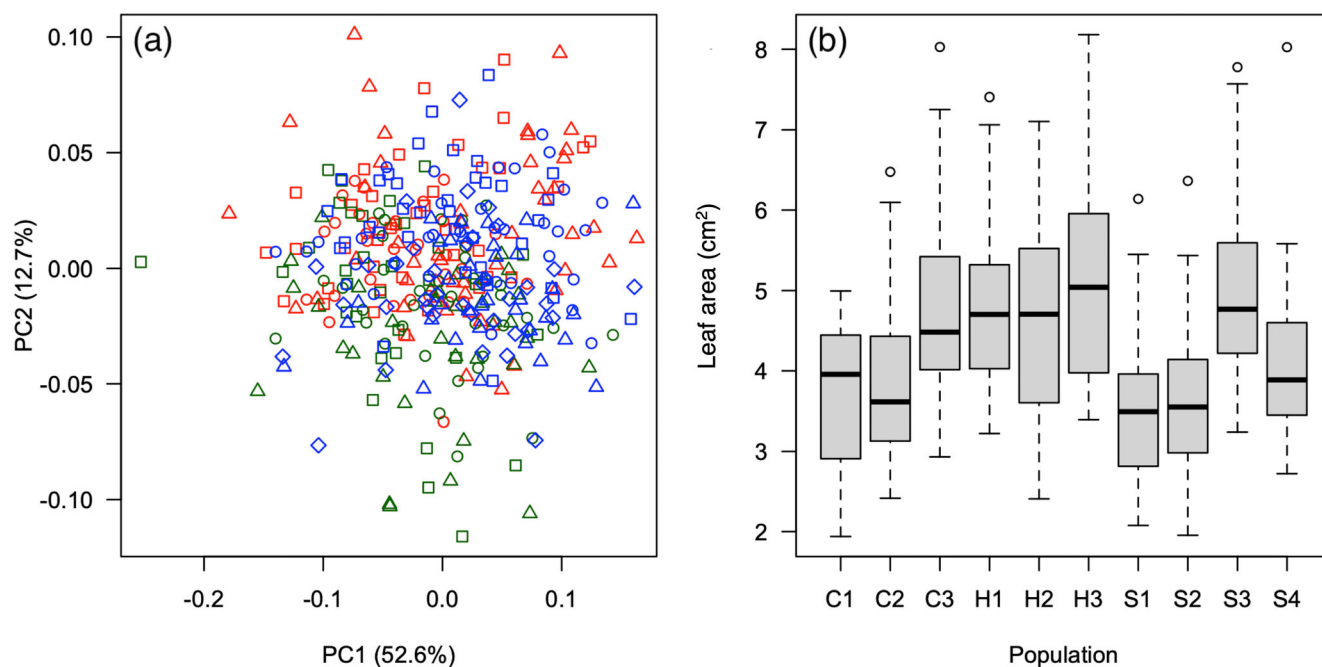 (a)
PC2 (12.7%)
0.10
0.05
0.00
-0.05
-0.10
-0.2 -0.1 0.0 0.1
PC1 (52.6%)
(b)
Leaf area (cm²)
8
7
6
5
4
3
2
C1 C2 C3 H1 H2 H3 S1 S2 S3 S4
Population